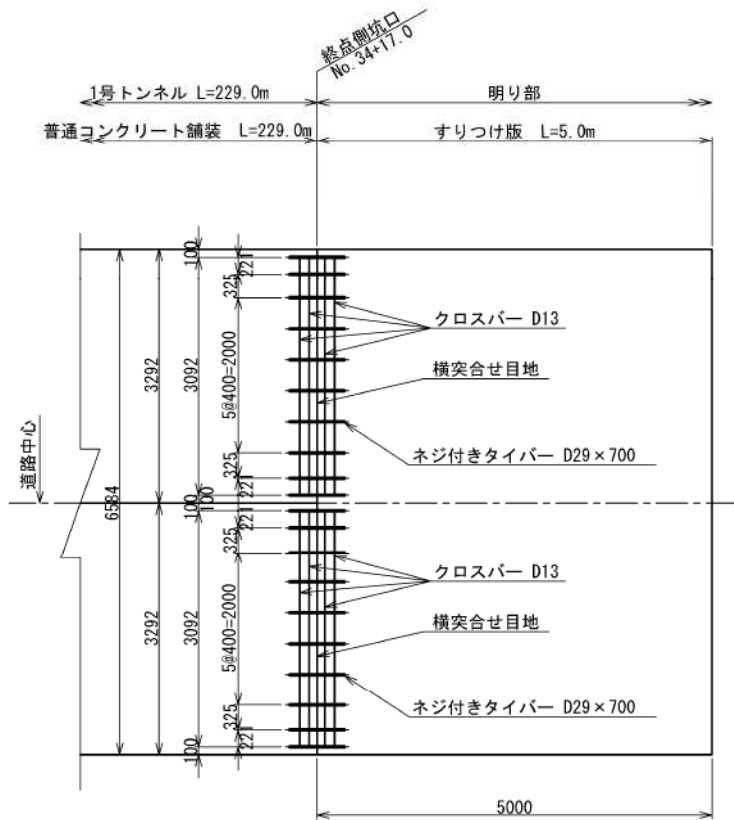 終点側坑口
No.34+17.0
1号トンネル L=229.0m
明り部
普通コンクリート舗装 L=229.0m
すりつけ版 L=5.0m
100
221
325
クロスバー D13
3292
3092
5@400=2000
横突合せ目地
道路中心
ネジ付きタイバー D29×700
325
221
6584
100
100
221
325
クロスバー D13
3292
3092
5@400=2000
横突合せ目地
ネジ付きタイバー D29×700
325
221
100
5000